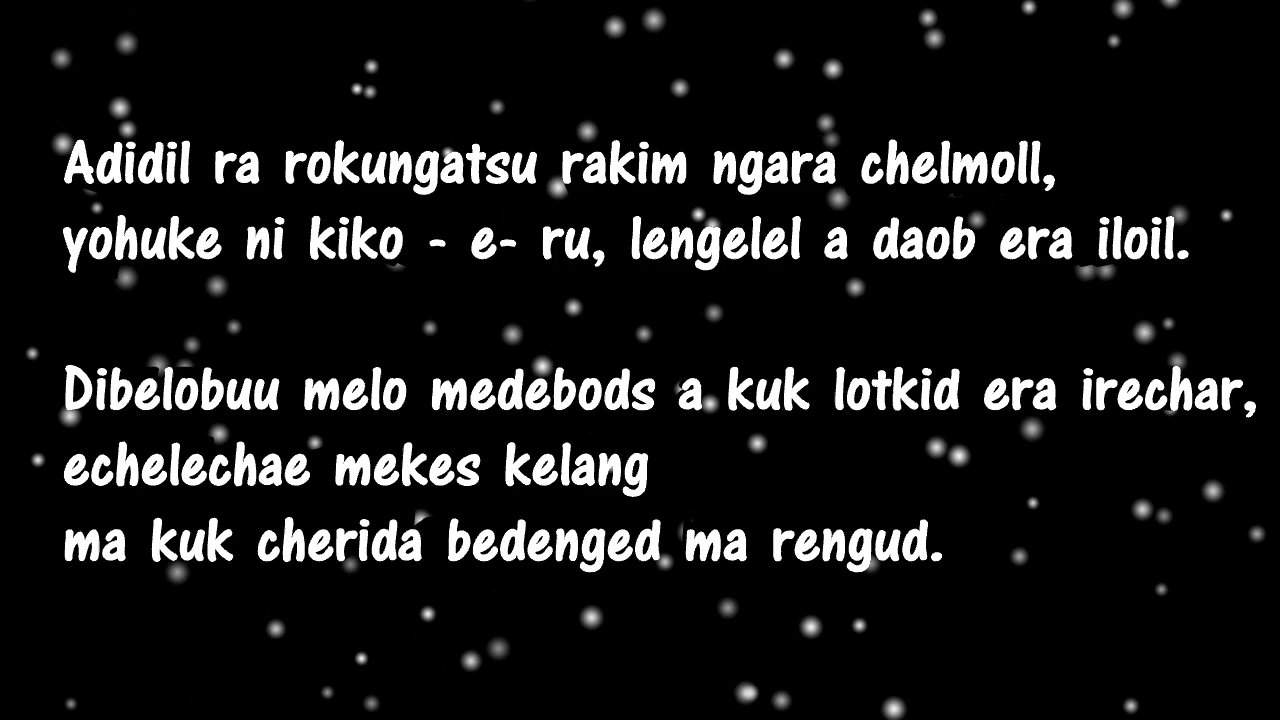 Adidil ra rokungatsu rakim ngara chelmoll,
yohuke ni kiko - e- ru, lengelel a daob era iloil.
Dibelobuu melo medebods a kuk lotkid era irechar,
echelechae mekes kelang
ma kuk cherida bedenged ma rengud.